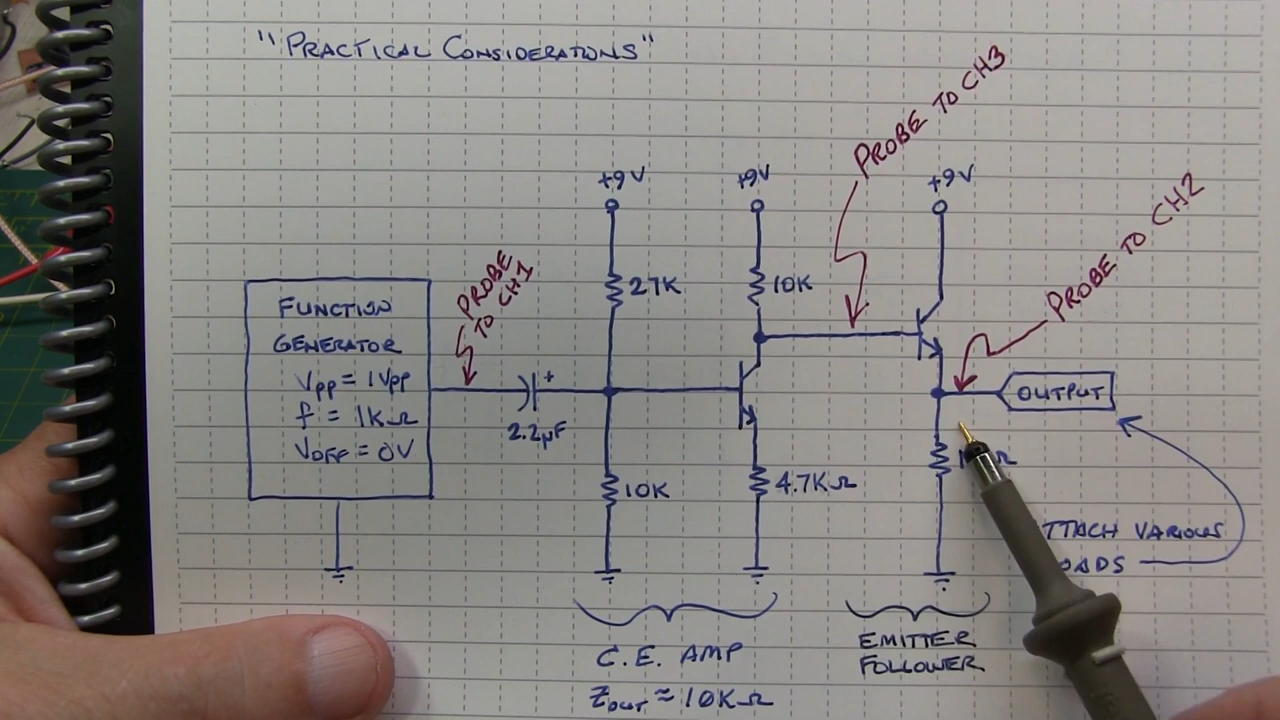 "PRACTICAL CONSIDERATIONS"
PROBE TO CH3
+9V
+9V
+9V
PROBE TO CH2
PROBE
TO CH1
27K
10K
FUNCTION
GENERATOR
VPP = 1VPP
f = 1KΩ
VOFF = 0V
+
2.2µF
OUTPUT
10K
4.7KΩ
TTACH VARIOUS
OADS
C.E. AMP
ZOUT ≈ 10KΩ
EMITTER
FOLLOWER